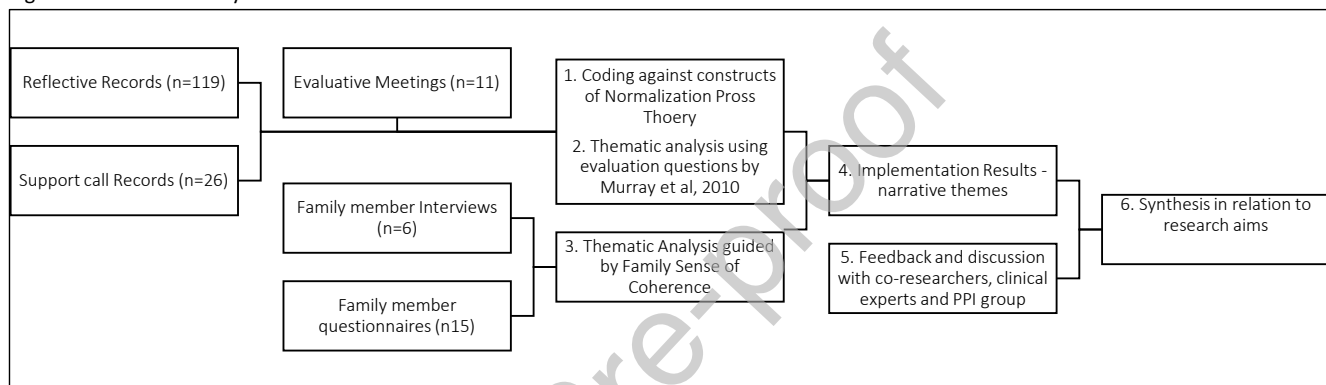 Reflective Records (n=119)
Support call Records (n=26)
Evaluative Meetings (n=11)
Family member Interviews
(n=6)
Family member
questionnaires (n15)
1. Coding against constructs
of Normalization Pross
Thoery
2. Thematic analysis using
evaluation questions by
Murray et al, 2010
3. Thematic Analysis guided
by Family Sense of
Coherence
4. Implementation Results -
narrative themes
5. Feedback and discussion
with co-researchers, clinical
experts and PPI group
6. Synthesis in relation to
research aims
re-proof